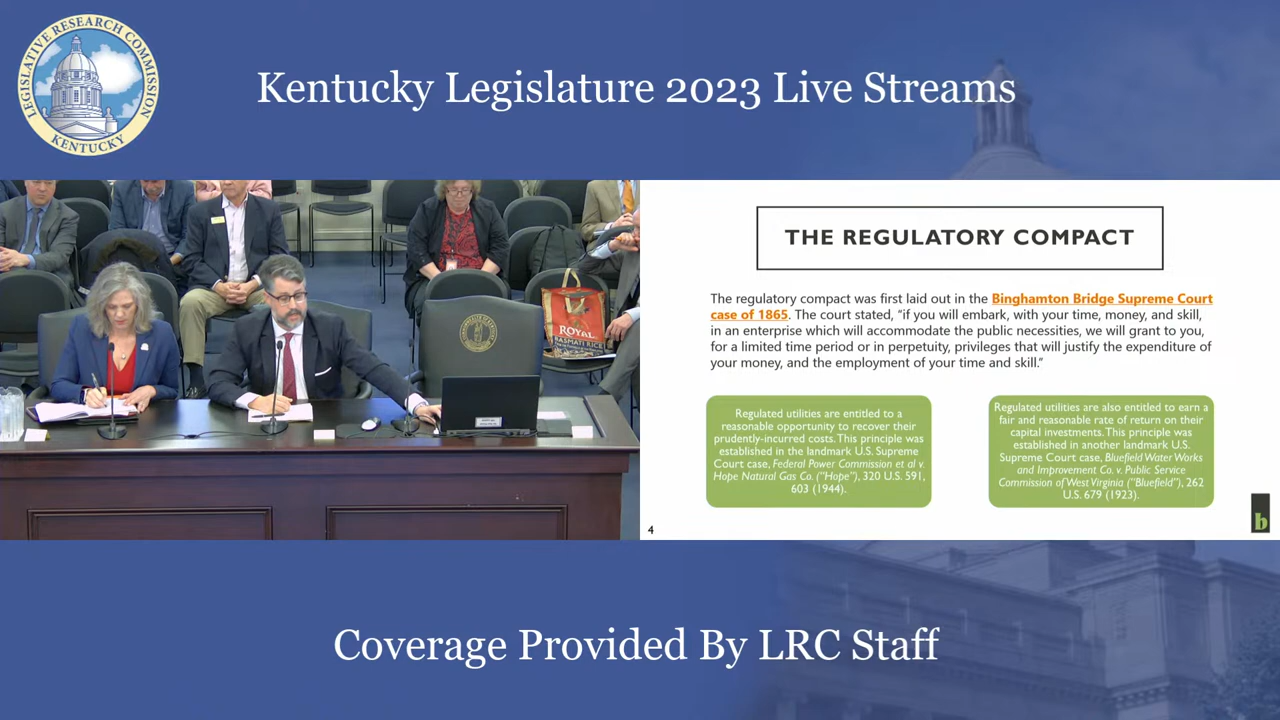 LEGISLATIVE RESEARCH COMMISSION
KENTUCKY
Kentucky Legislature 2023 Live Streams
ROYAL
BASMATI RICE
THE REGULATORY COMPACT
The regulatory compact was first laid out in the Binghamton Bridge Supreme Court
case of 1865. The court stated, “if you will embark, with your time, money, and skill,
in an enterprise which will accommodate the public necessities, we will grant to you,
for a limited time period or in perpetuity, privileges that will justify the expenditure of
your money, and the employment of your time and skill.”
Regulated utilities are entitled to a
reasonable opportunity to recover their
prudently-incurred costs. This principle was
established in the landmark U.S. Supreme
Court case, Federal Power Commission et al v.
Hope Natural Gas Co. (“Hope”), 320 U.S. 591,
603 (1944).
Regulated utilities are also entitled to earn a
fair and reasonable rate of return on their
capital investments. This principle was
established in another landmark U.S.
Supreme Court case, Bluefield Water Works
and Improvement Co. v. Public Service
Commission of West Virginia (“Bluefield”), 262
U.S. 679 (1923).
4
b
Coverage Provided By LRC Staff